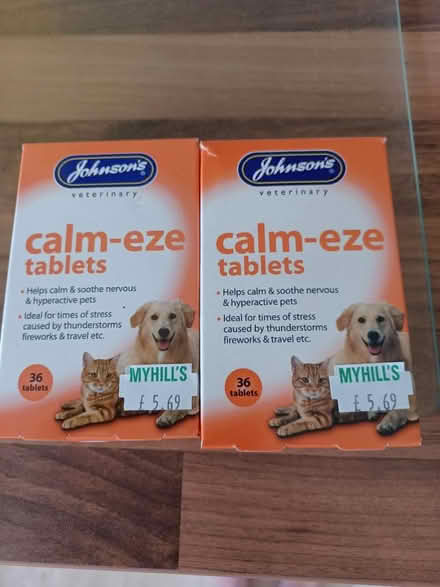 Johnson's
veterinary
calm-eze
tablets
• Helps calm & soothe nervous
& hyperactive pets
• Ideal for times of stress
caused by thunderstorms
fireworks & travel etc.
36
tablets
MYHILL'S
£ 5.69
Johnson's
veterinary
calm-eze
tablets
• Helps calm & soothe nervous
& hyperactive pets
• Ideal for times of stress
caused by thunderstorms
fireworks & travel etc.
36
tablets
MYHILL'S
£ 5.69